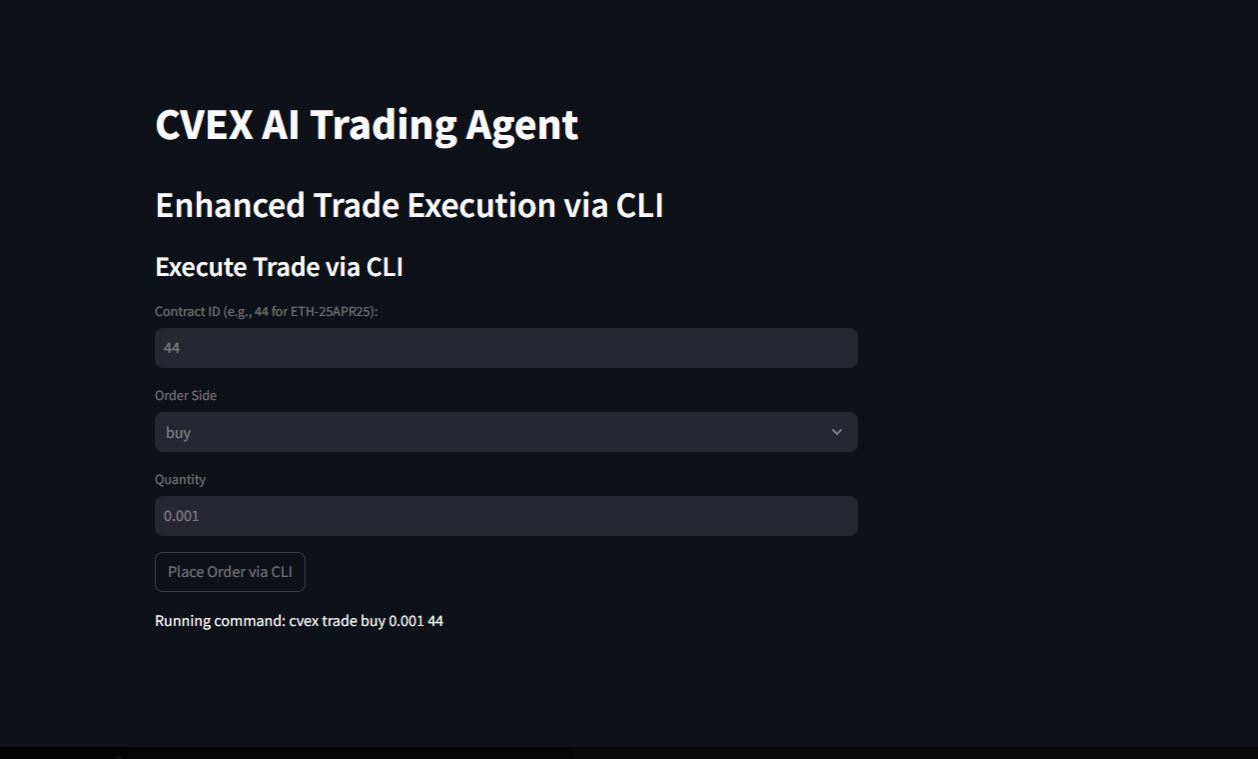 CVEX AI Trading Agent
Enhanced Trade Execution via CLI
Execute Trade via CLI
Contract ID (e.g., 44 for ETH-25APR25):
44
Order Side
buy
Quantity
0.001
Place Order via CLI
Running command: cvex trade buy 0.001 44